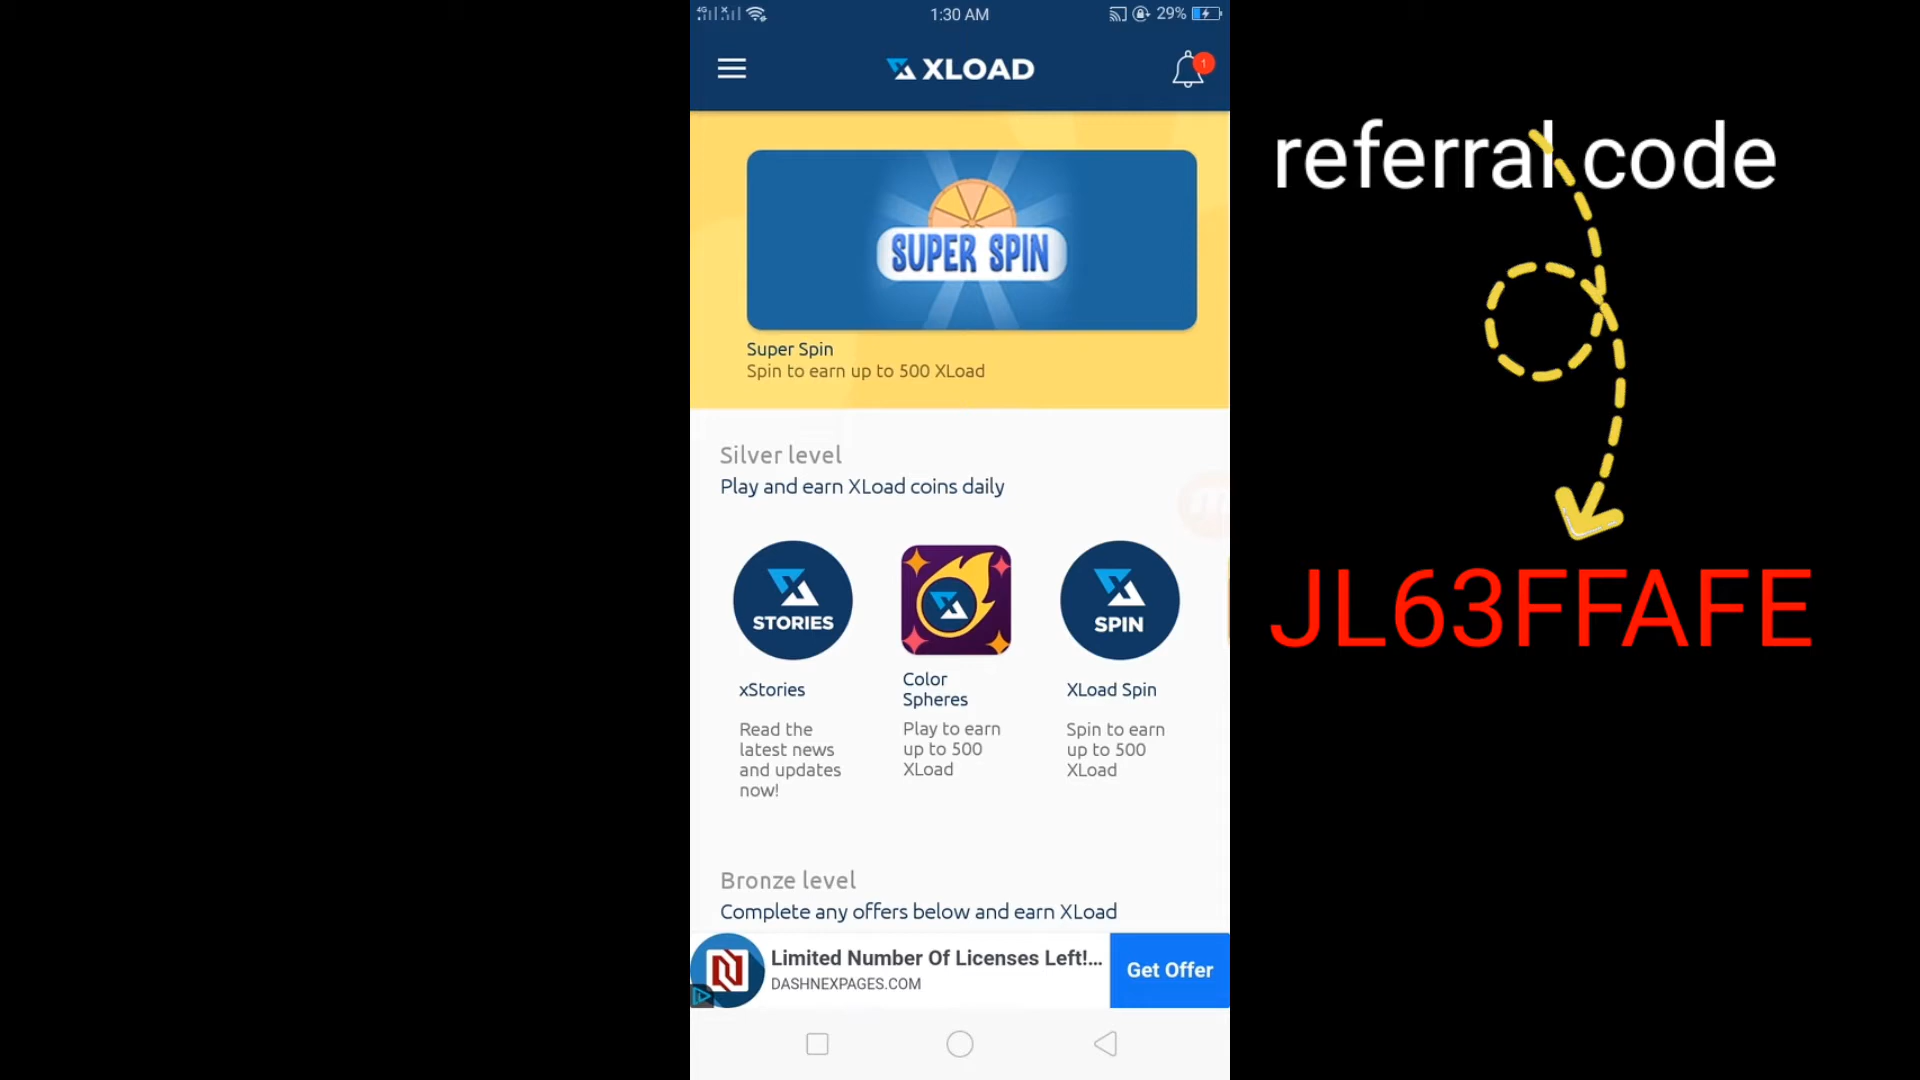 4G
1:30 AM
29%
XLOAD
1
SUPER SPIN
Super Spin
Spin to earn up to 500 XLoad
Silver level
Play and earn XLoad coins daily
STORIES
SPIN
xStories
Color
Spheres
XLoad Spin
Read the
latest news
and updates
now!
Play to earn
up to 500
XLoad
Spin to earn
up to 500
XLoad
Bronze level
Complete any offers below and earn XLoad
Limited Number Of Licenses Left!...
DASHNEXPAGES.COM
Get Offer
referral code
JL63FFAFE